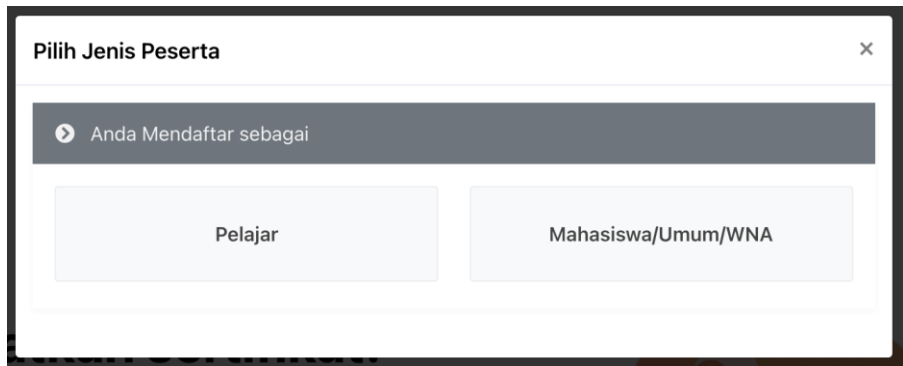 Pilih Jenis Peserta
×
Anda Mendaftar sebagai
Pelajar
Mahasiswa/Umum/WNA